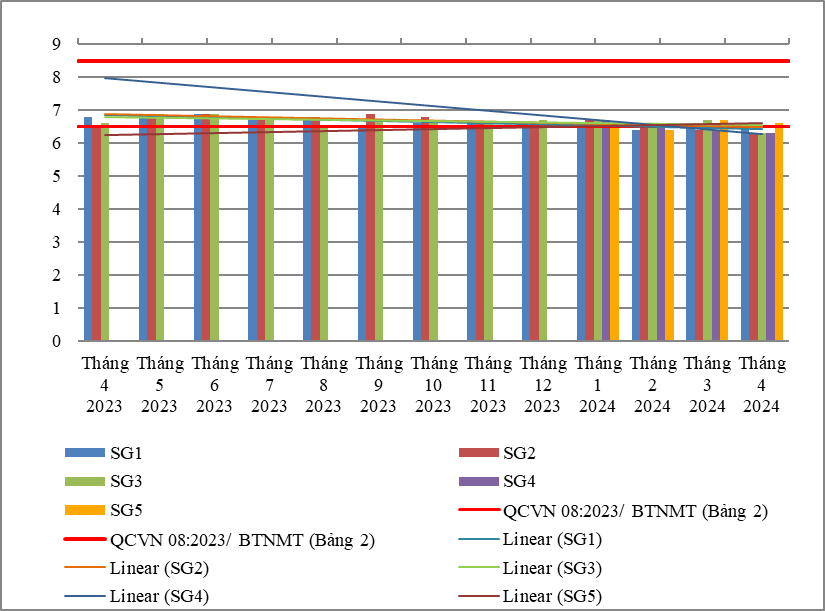 9
8
7
6
5
4
3
2
1
0
Tháng 4 2023
Tháng 5 2023
Tháng 6 2023
Tháng 7 2023
Tháng 8 2023
Tháng 9 2023
Tháng 10 2023
Tháng 11 2023
Tháng 12 2023
Tháng 1 2024
Tháng 2 2024
Tháng 3 2024
Tháng 4 2024
SG1
SG2
SG3
SG4
SG5
QCVN 08:2023/ BTNMT (Bảng 2)
QCVN 08:2023/ BTNMT (Bảng 2)
Linear (SG1)
Linear (SG2)
Linear (SG3)
Linear (SG4)
Linear (SG5)